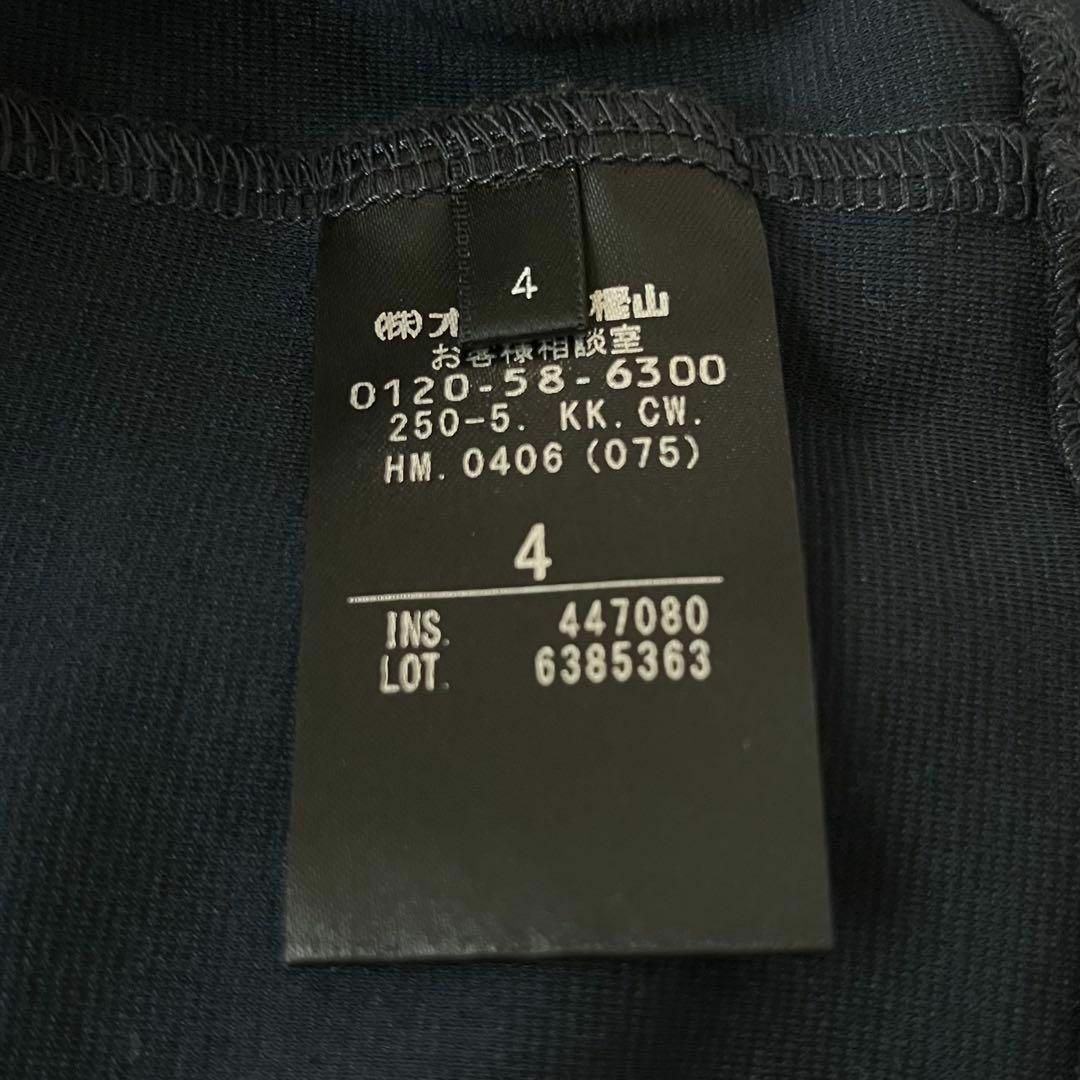 4
(株)オ 樫山
お客様相談室
0120-58-6300
250-5. KK. CW.
HM. 0406 (075)
4
INS. 447080
LOT. 6385363